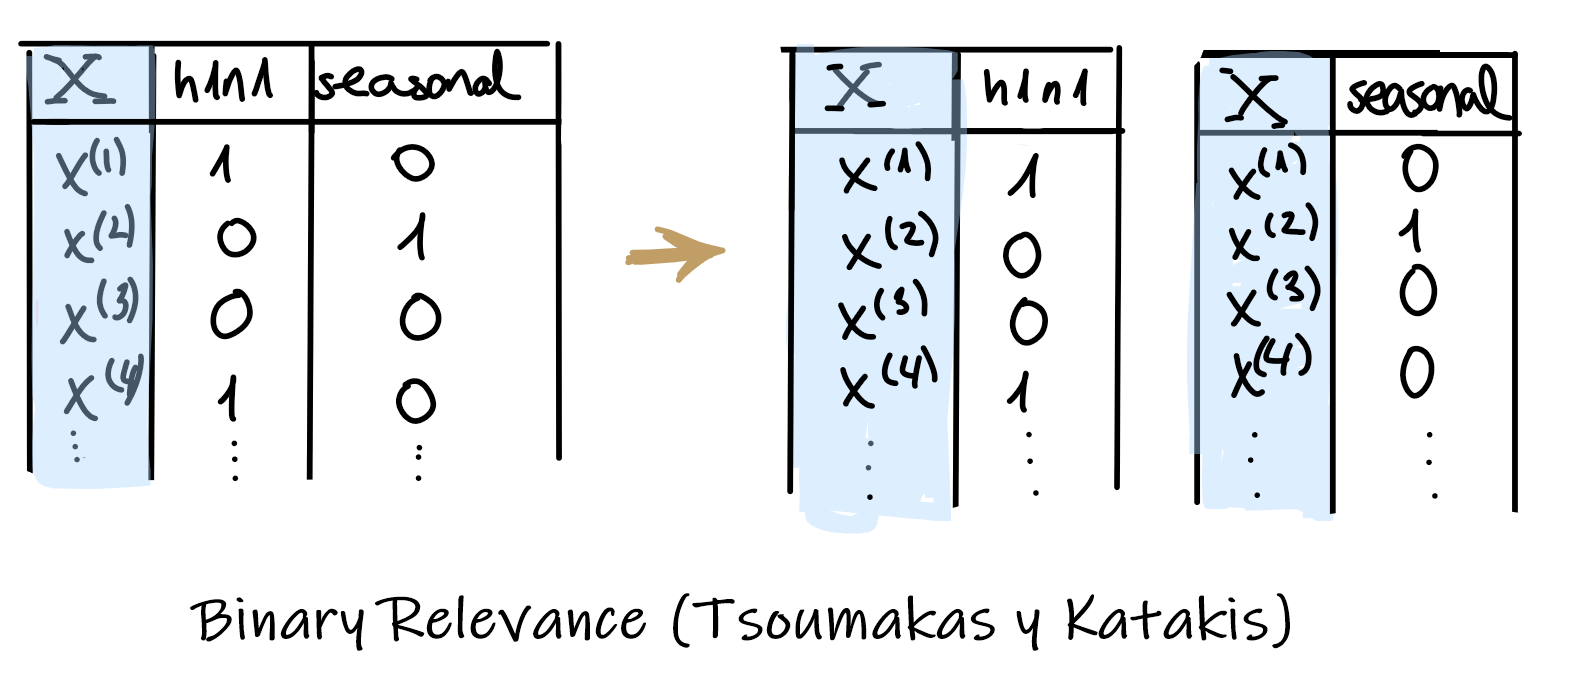 X h1n1 seasonal X h1n1 X seasonal
x(1) 1 0 x(1) 1 x(1) 0
x(2) 0 1 x(2) 0 x(2) 1
x(3) 0 0 x(3) 0 x(3) 0
x(4) 1 0 x(4) 1 x(4) 0
Binary Relevance (Tsoumakas y Katakis)